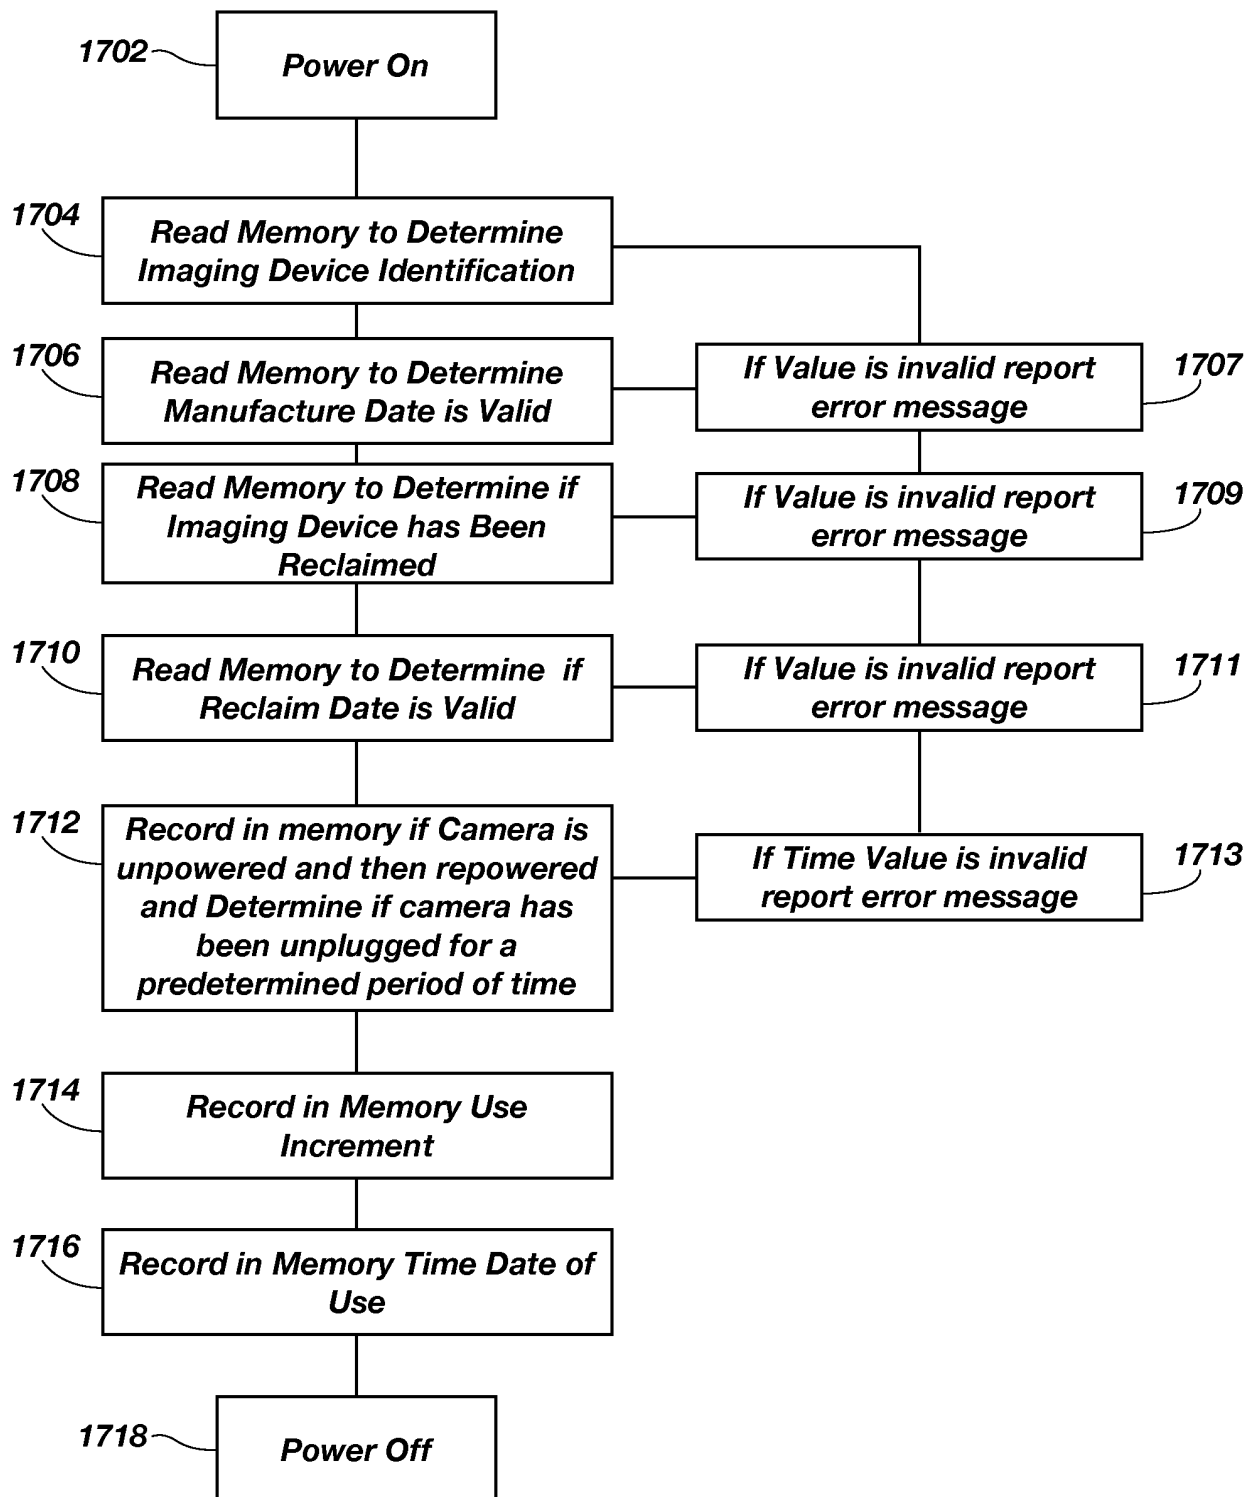 1702
Power On
1704
Read Memory to Determine
Imaging Device Identification
1706
Read Memory to Determine
Manufacture Date is Valid
If Value is invalid report
error message
1707
1708
Read Memory to Determine if
Imaging Device has Been
Reclaimed
If Value is invalid report
error message
1709
1710
Read Memory to Determine if
Reclaim Date is Valid
If Value is invalid report
error message
1711
1712
Record in memory if Camera is
unpowered and then repowered
and Determine if camera has
been unplugged for a
predetermined period of time
If Time Value is invalid
report error message
1713
1714
Record in Memory Use
Increment
1716
Record in Memory Time Date of
Use
1718
Power Off